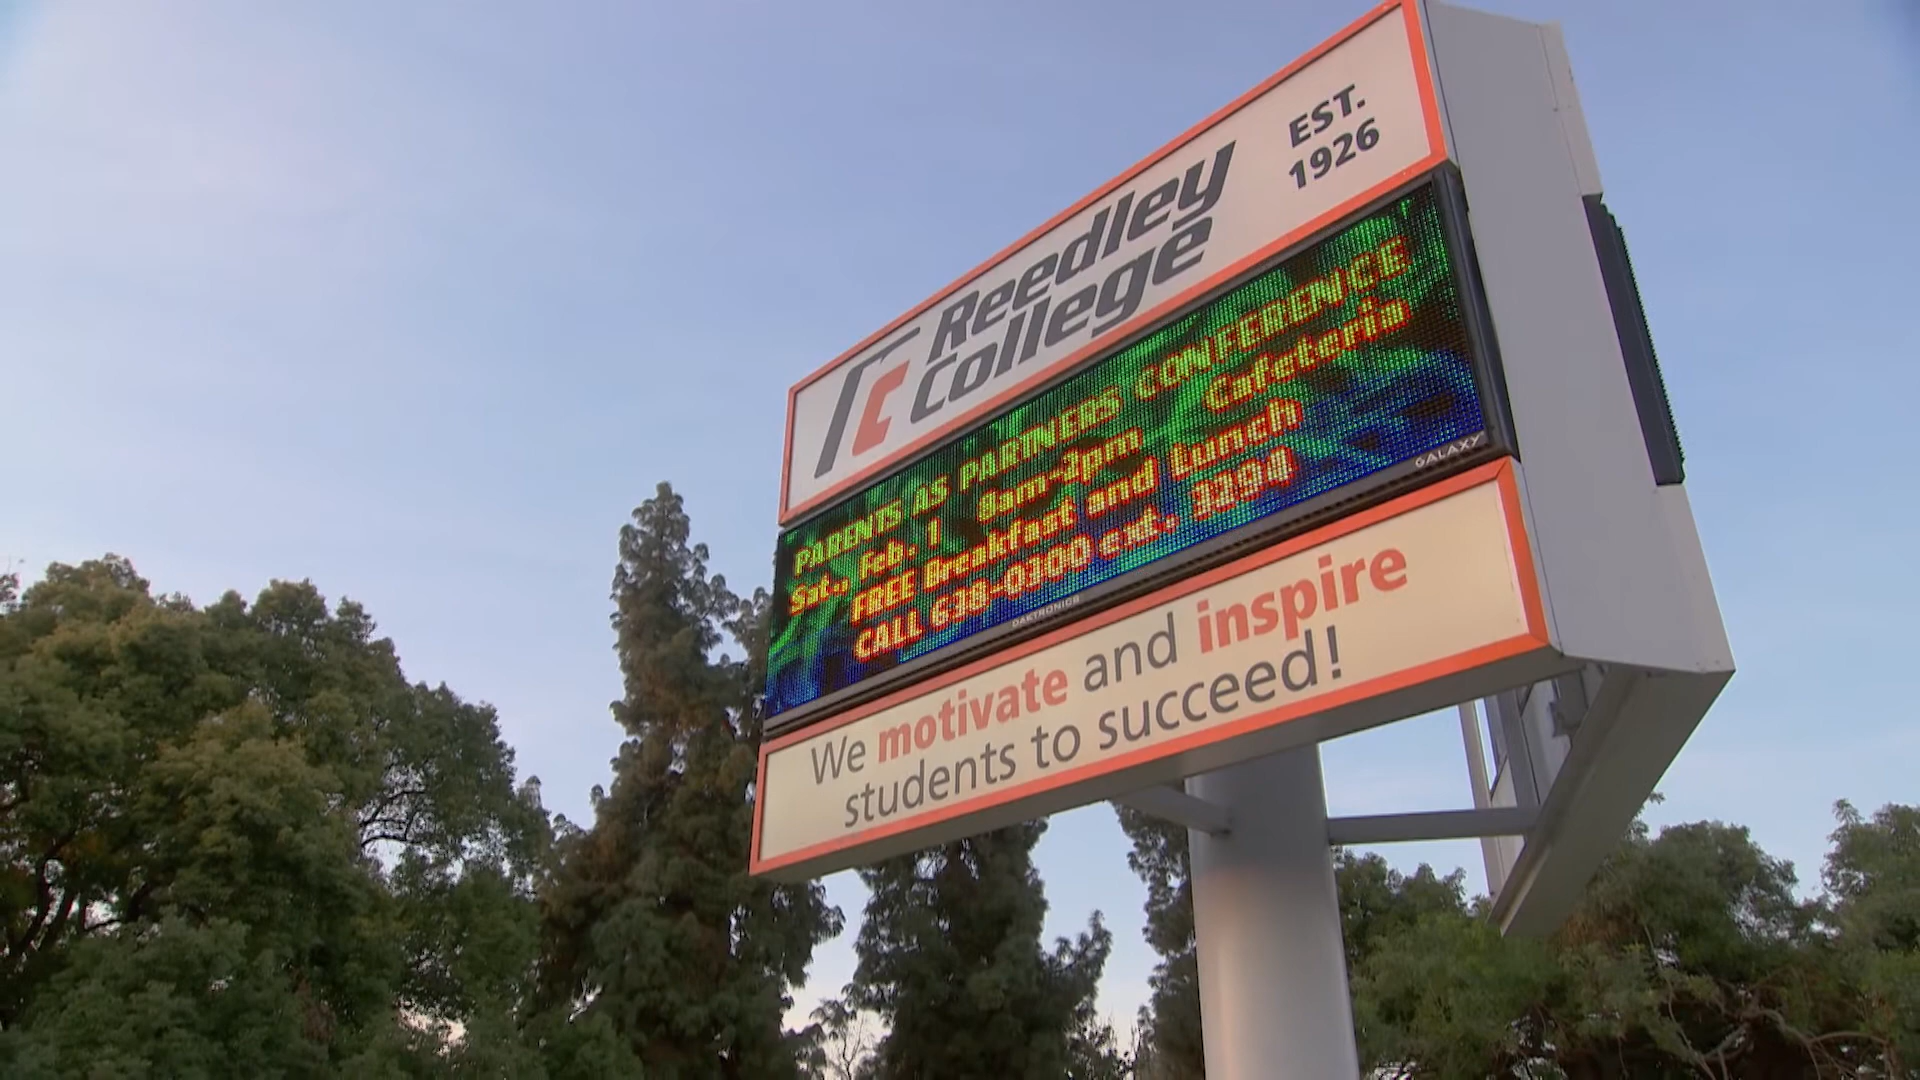 Reedley
College
EST.
1926
PARENTS AS PARTNERS CONFERENCE
Sat., Feb. 1 8am-2pm Cafeteria
FREE Breakfast and Lunch
CALL 638-0300 ext., 3294
DAKTRONICS
GALAXY
We motivate and inspire
students to succeed!